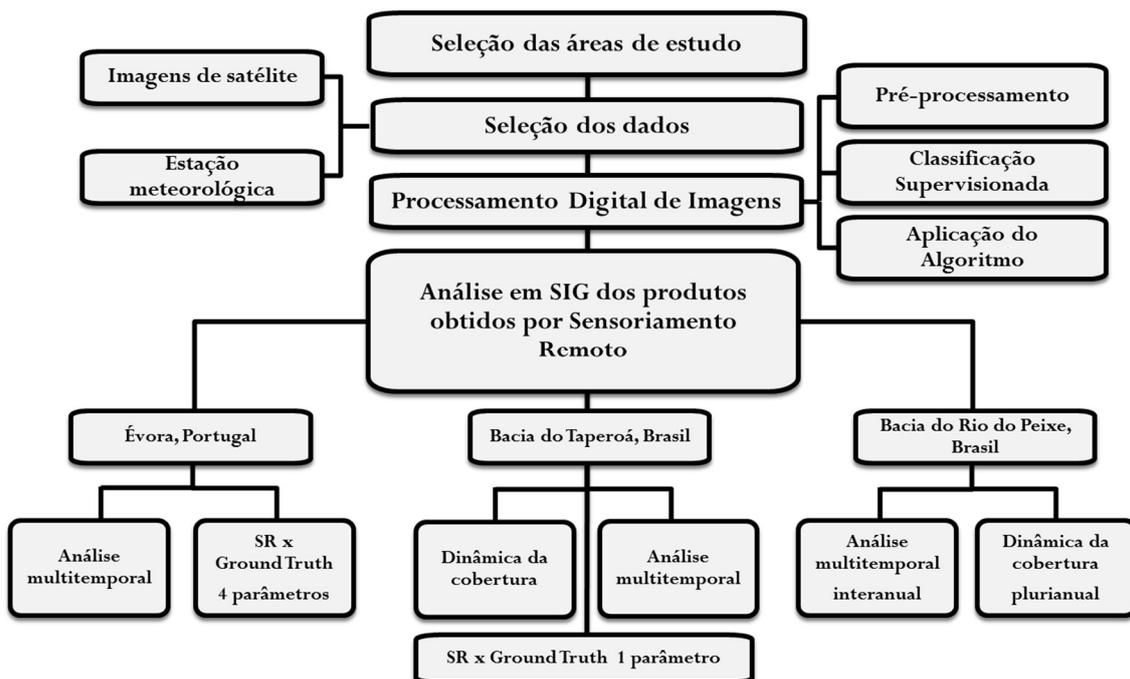 Seleção das áreas de estudo
Imagens de satélite
Seleção dos dados
Estação
meteorológica
Processamento Digital de Imagens
Pré-processamento
Classificação
Supervisionada
Aplicação do
Algoritmo
Análise em SIG dos produtos
obtidos por Sensoriamento
Remoto
Évora, Portugal
Análise
multitemporal
SR x
Ground Truth
4 parâmetros
Bacia do Taperoá, Brasil
Dinâmica da
cobertura
Análise
multitemporal
SR x Ground Truth 1 parâmetro
Bacia do Rio do Peixe,
Brasil
Análise
multitemporal
interanual
Dinâmica da
cobertura
plurianual